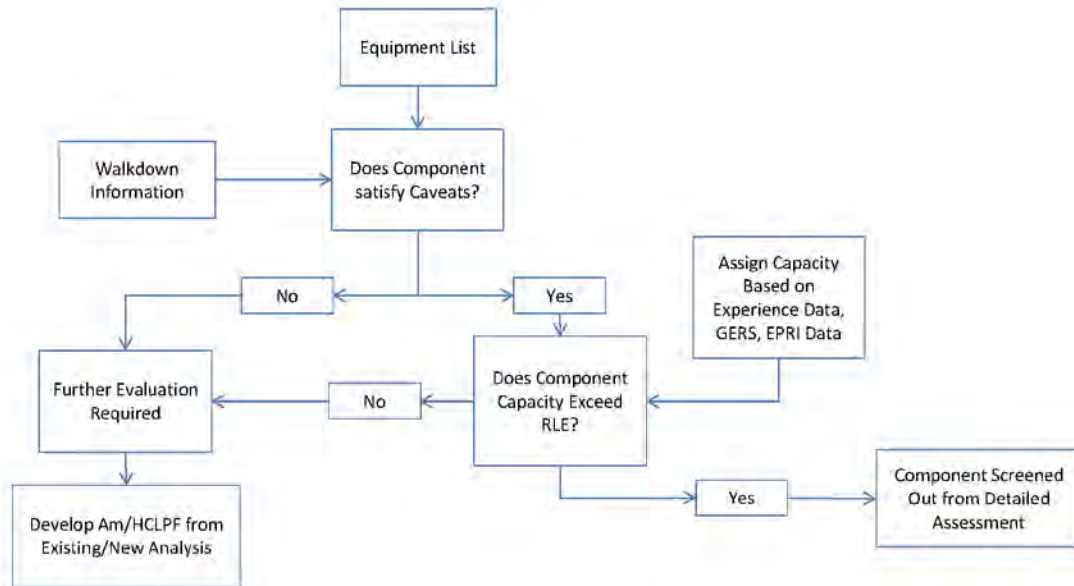 Equipment List
Walkdown
Information
Does Component
satisfy Caveats?
No
Yes
Assign Capacity
Based on
Experience Data,
GERS, EPRI Data
Further Evaluation
Required
No
Does Component
Capacity Exceed
RLE?
Yes
Component Screened
Out from Detailed
Assessment
Develop Am/HCLPF from
Existing/New Analysis